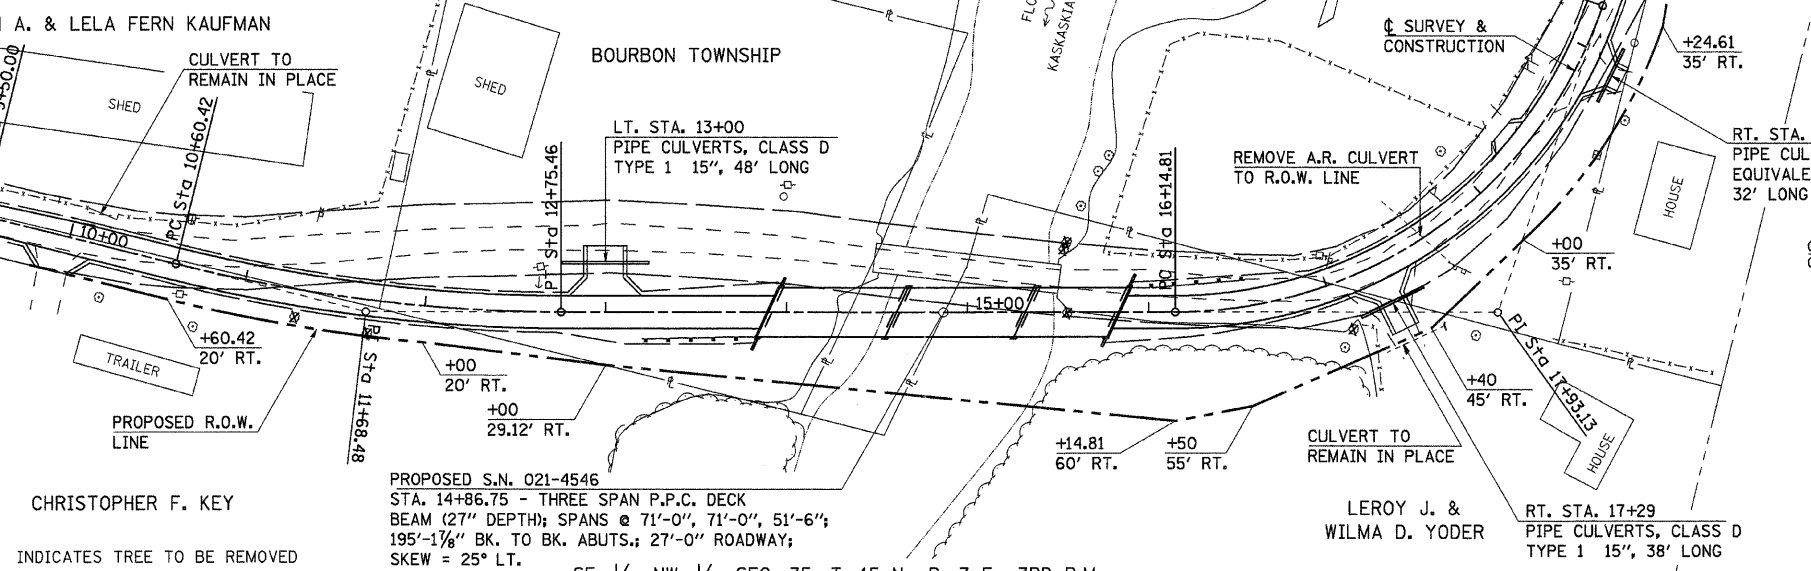 A. & LELA FERN KAUFMAN
CULVERT TO
REMAIN IN PLACE
SHED
PC Sta 10+60.42
10+00
SHED
BOURBON TOWNSHIP
LT. STA. 13+00
PIPE CULVERTS, CLASS D
TYPE 1 15", 48' LONG
PT Sta 12+75.46
KASKASKIA
℄ SURVEY &
CONSTRUCTION
+24.61
35' RT.
REMOVE A.R. CULVERT
TO R.O.W. LINE
PC Sta 16+14.81
HOUSE
RT. STA.
PIPE CUL
EQUIVALE
32' LONG
+00
35' RT.
15+00
+60.42
20' RT.
TRAILER
PROPOSED R.O.W.
LINE
PI Sta 11+68.48
+00
20' RT.
+00
29.12' RT.
+14.81
60' RT.
+50
55' RT.
+40
45' RT.
PI Sta 17+93.13
HOUSE
CULVERT TO
REMAIN IN PLACE
CHRISTOPHER F. KEY
INDICATES TREE TO BE REMOVED
PROPOSED S.N. 021-4546
STA. 14+86.75 - THREE SPAN P.P.C. DECK
BEAM (27" DEPTH); SPANS @ 71'-0", 71'-0", 51'-6";
195'-1⅞" BK. TO BK. ABUTS.; 27'-0" ROADWAY;
SKEW = 25° LT.
LEROY J. &
WILMA D. YODER
RT. STA. 17+29
PIPE CULVERTS, CLASS D
TYPE 1 15", 38' LONG